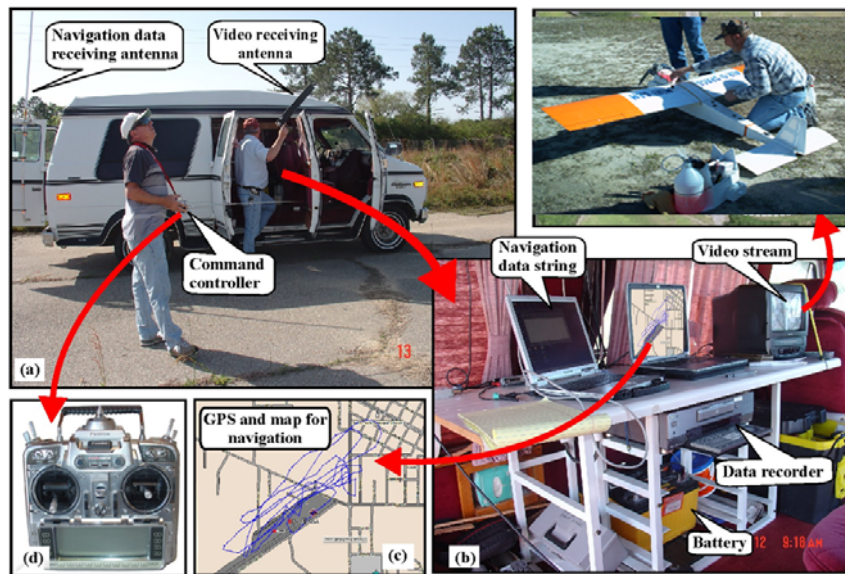 Navigation data
receiving antenna
Video receiving
antenna
Command
controller
(a)
13
Navigation
data string
Video stream
Data recorder
Battery
(b)
12 9:18AM
GPS and map for
navigation
(c)
(d)